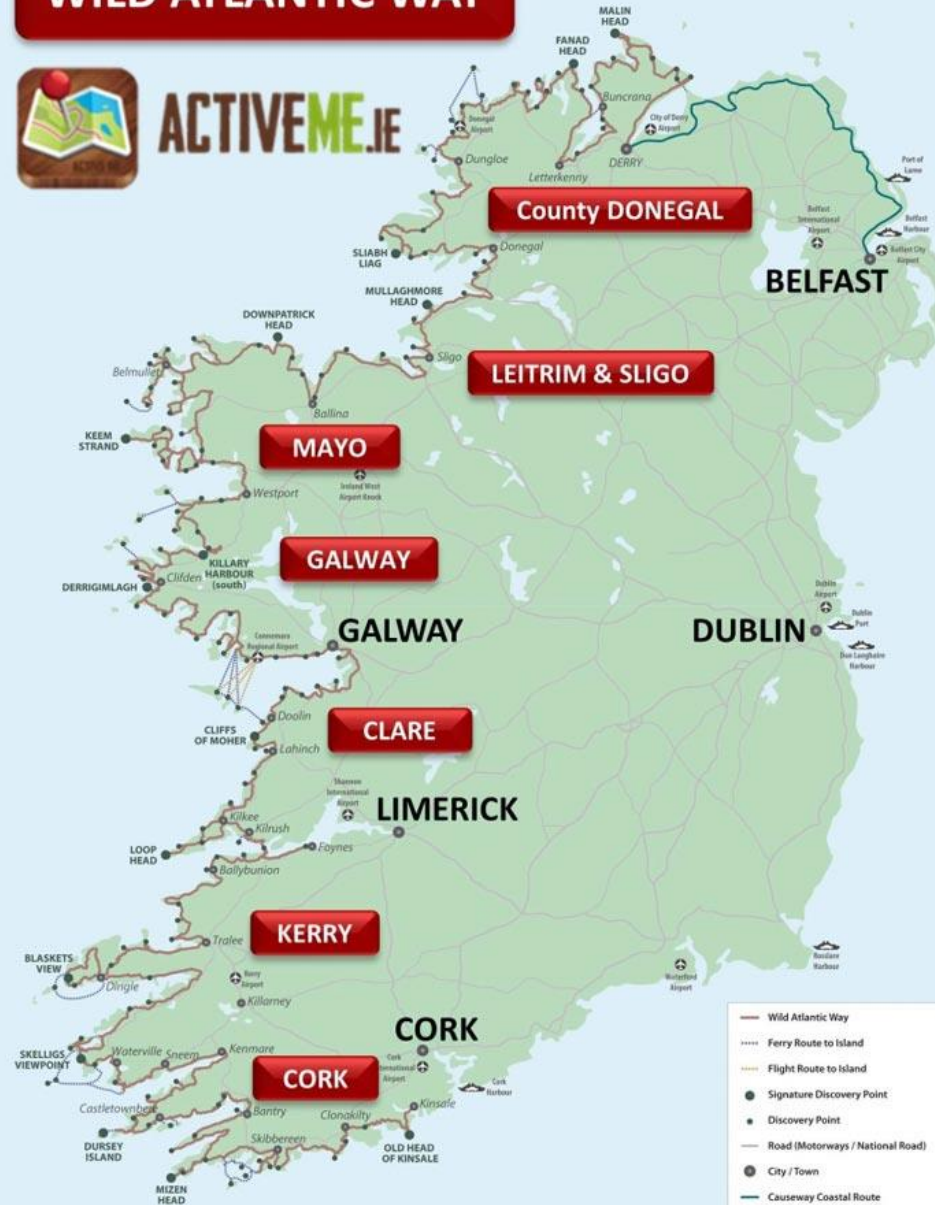 WILD ATLANTIC WAY
ACTIVEME.IE
MALIN
HEAD
FANAD
HEAD
Buncrana
Donegal
Airport
City of Derry
Airport
Dungloe
DERRY
Letterkenny
Port of
Larne
County DONEGAL
Belfast
International
Airport
Belfast
Harbour
Donegal
Belfast City
Airport
SLIABH
LIAG
BELFAST
MULLAGHMORE
HEAD
DOWNPATRICK
HEAD
Sligo
Belmullet
LEITRIM & SLIGO
Ballina
KEEM
STRAND
MAYO
Ireland West
Airport Knock
Westport
KILLARY
HARBOUR
(south)
GALWAY
Clifden
DERRIGIMLAGH
Dublin
Airport
Dublin
Port
GALWAY
DUBLIN
Connemara
Regional Airport
Dun Laoghaire
Harbour
Doolin
CLIFFS
OF MOHER
CLARE
Lahinch
Shannon
International
Airport
LIMERICK
Kilkee
Kilrush
Foynes
LOOP
HEAD
Ballybunion
KERRY
Tralee
BLASKETS
VIEW
Dingle
Kerry
Airport
Rosslare
Harbour
Waterford
Airport
Killarney
CORK
SKELLIGS
VIEWPOINT
Waterville
Sneem
Kenmare
Cork
International
Airport
CORK
Cork
Harbour
Castletownbere
Bantry
Clonakilty
Kinsale
DURSEY
ISLAND
Skibbereen
OLD HEAD
OF KINSALE
MIZEN
HEAD
Wild Atlantic Way
Ferry Route to Island
Flight Route to Island
Signature Discovery Point
Discovery Point
Road (Motorways / National Road)
City / Town
Causeway Coastal Route